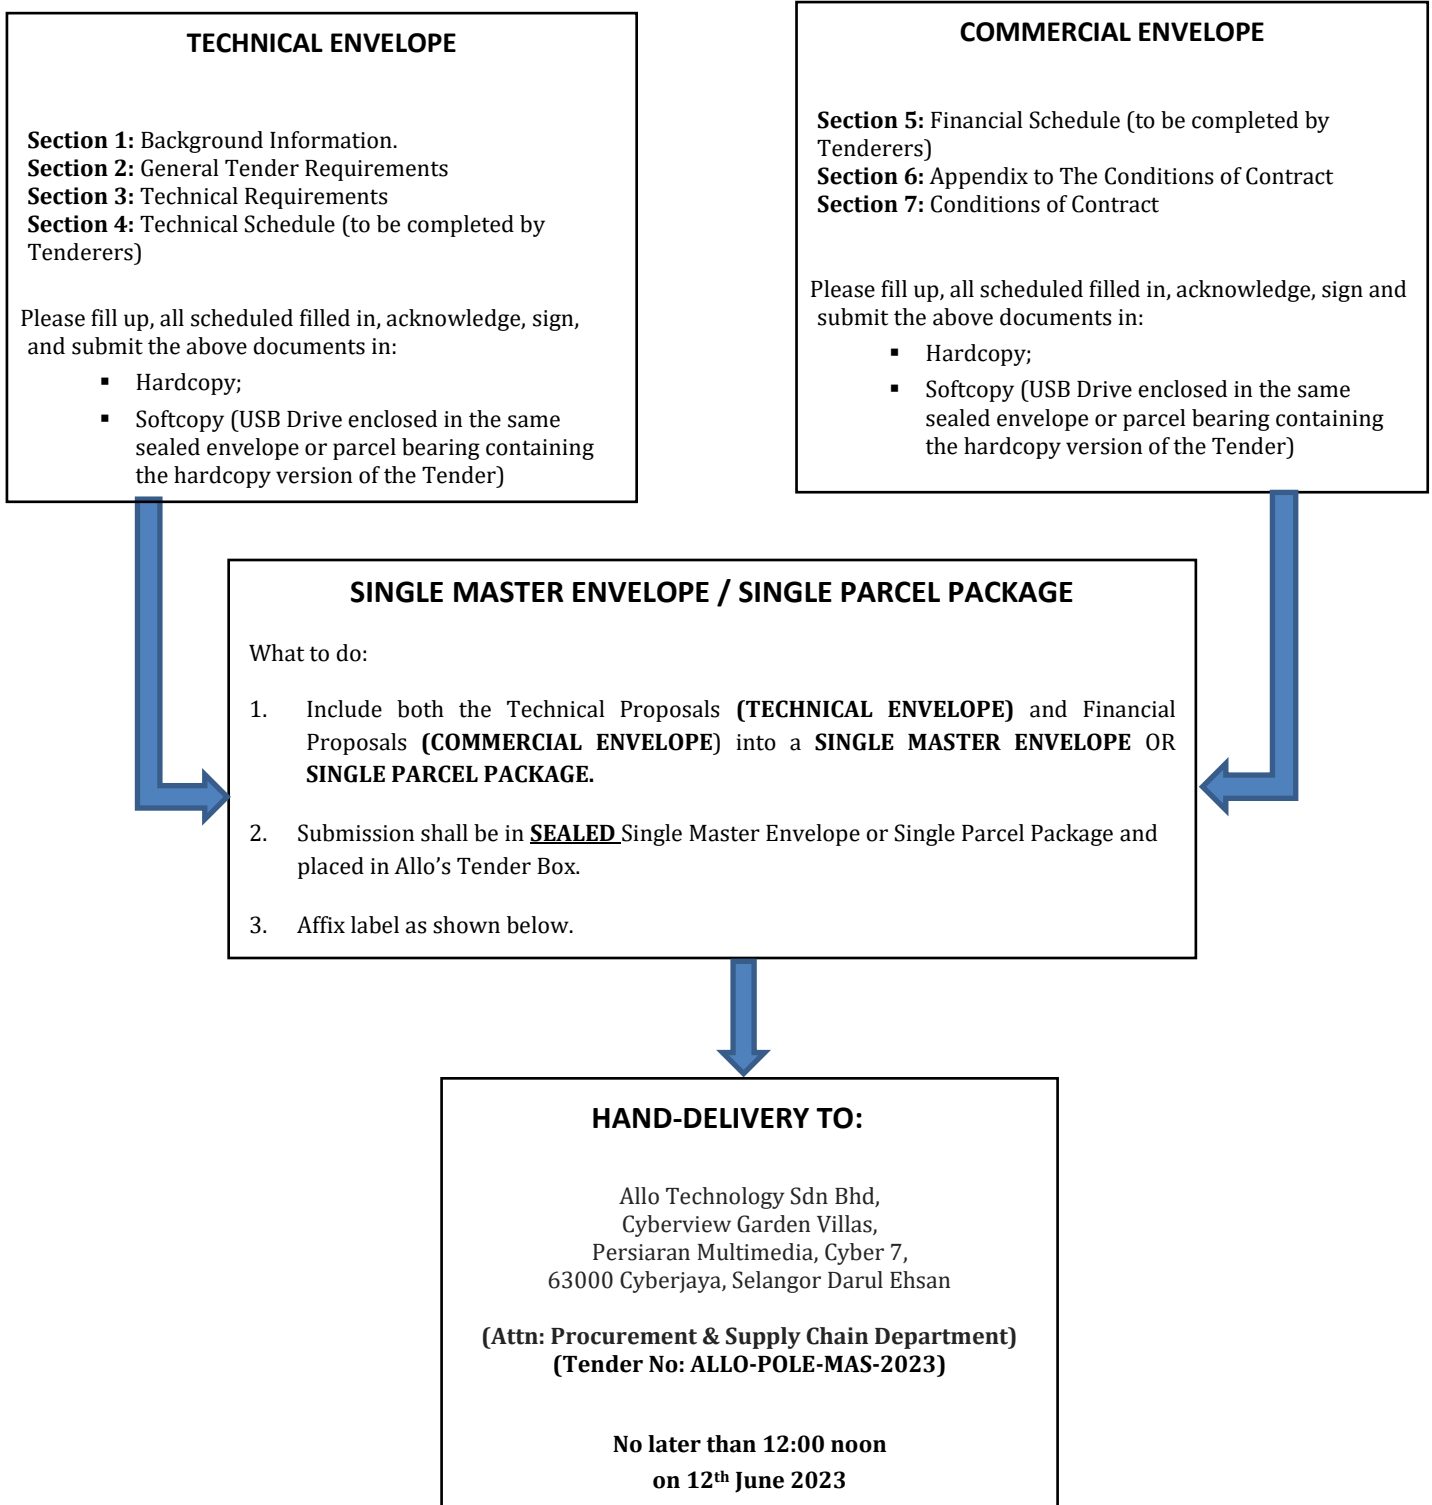 TECHNICAL ENVELOPE
Section 1: Background Information.
Section 2: General Tender Requirements
Section 3: Technical Requirements
Section 4: Technical Schedule (to be completed by
Tenderers)
Please fill up, all scheduled filled in, acknowledge, sign,
and submit the above documents in:
▪ Hardcopy;
▪ Softcopy (USB Drive enclosed in the same
sealed envelope or parcel bearing containing
the hardcopy version of the Tender)
COMMERCIAL ENVELOPE
Section 5: Financial Schedule (to be completed by
Tenderers)
Section 6: Appendix to The Conditions of Contract
Section 7: Conditions of Contract
Please fill up, all scheduled filled in, acknowledge, sign and
submit the above documents in:
▪ Hardcopy;
▪ Softcopy (USB Drive enclosed in the same
sealed envelope or parcel bearing containing
the hardcopy version of the Tender)
SINGLE MASTER ENVELOPE / SINGLE PARCEL PACKAGE
What to do:
1. Include both the Technical Proposals (TECHNICAL ENVELOPE) and Financial
Proposals (COMMERCIAL ENVELOPE) into a SINGLE MASTER ENVELOPE OR
SINGLE PARCEL PACKAGE.
2. Submission shall be in SEALED Single Master Envelope or Single Parcel Package and
placed in Allo’s Tender Box.
3. Affix label as shown below.
HAND-DELIVERY TO:
Allo Technology Sdn Bhd,
Cyberview Garden Villas,
Persiaran Multimedia, Cyber 7,
63000 Cyberjaya, Selangor Darul Ehsan
(Attn: Procurement & Supply Chain Department)
(Tender No: ALLO-POLE-MAS-2023)
No later than 12:00 noon
on 12th June 2023